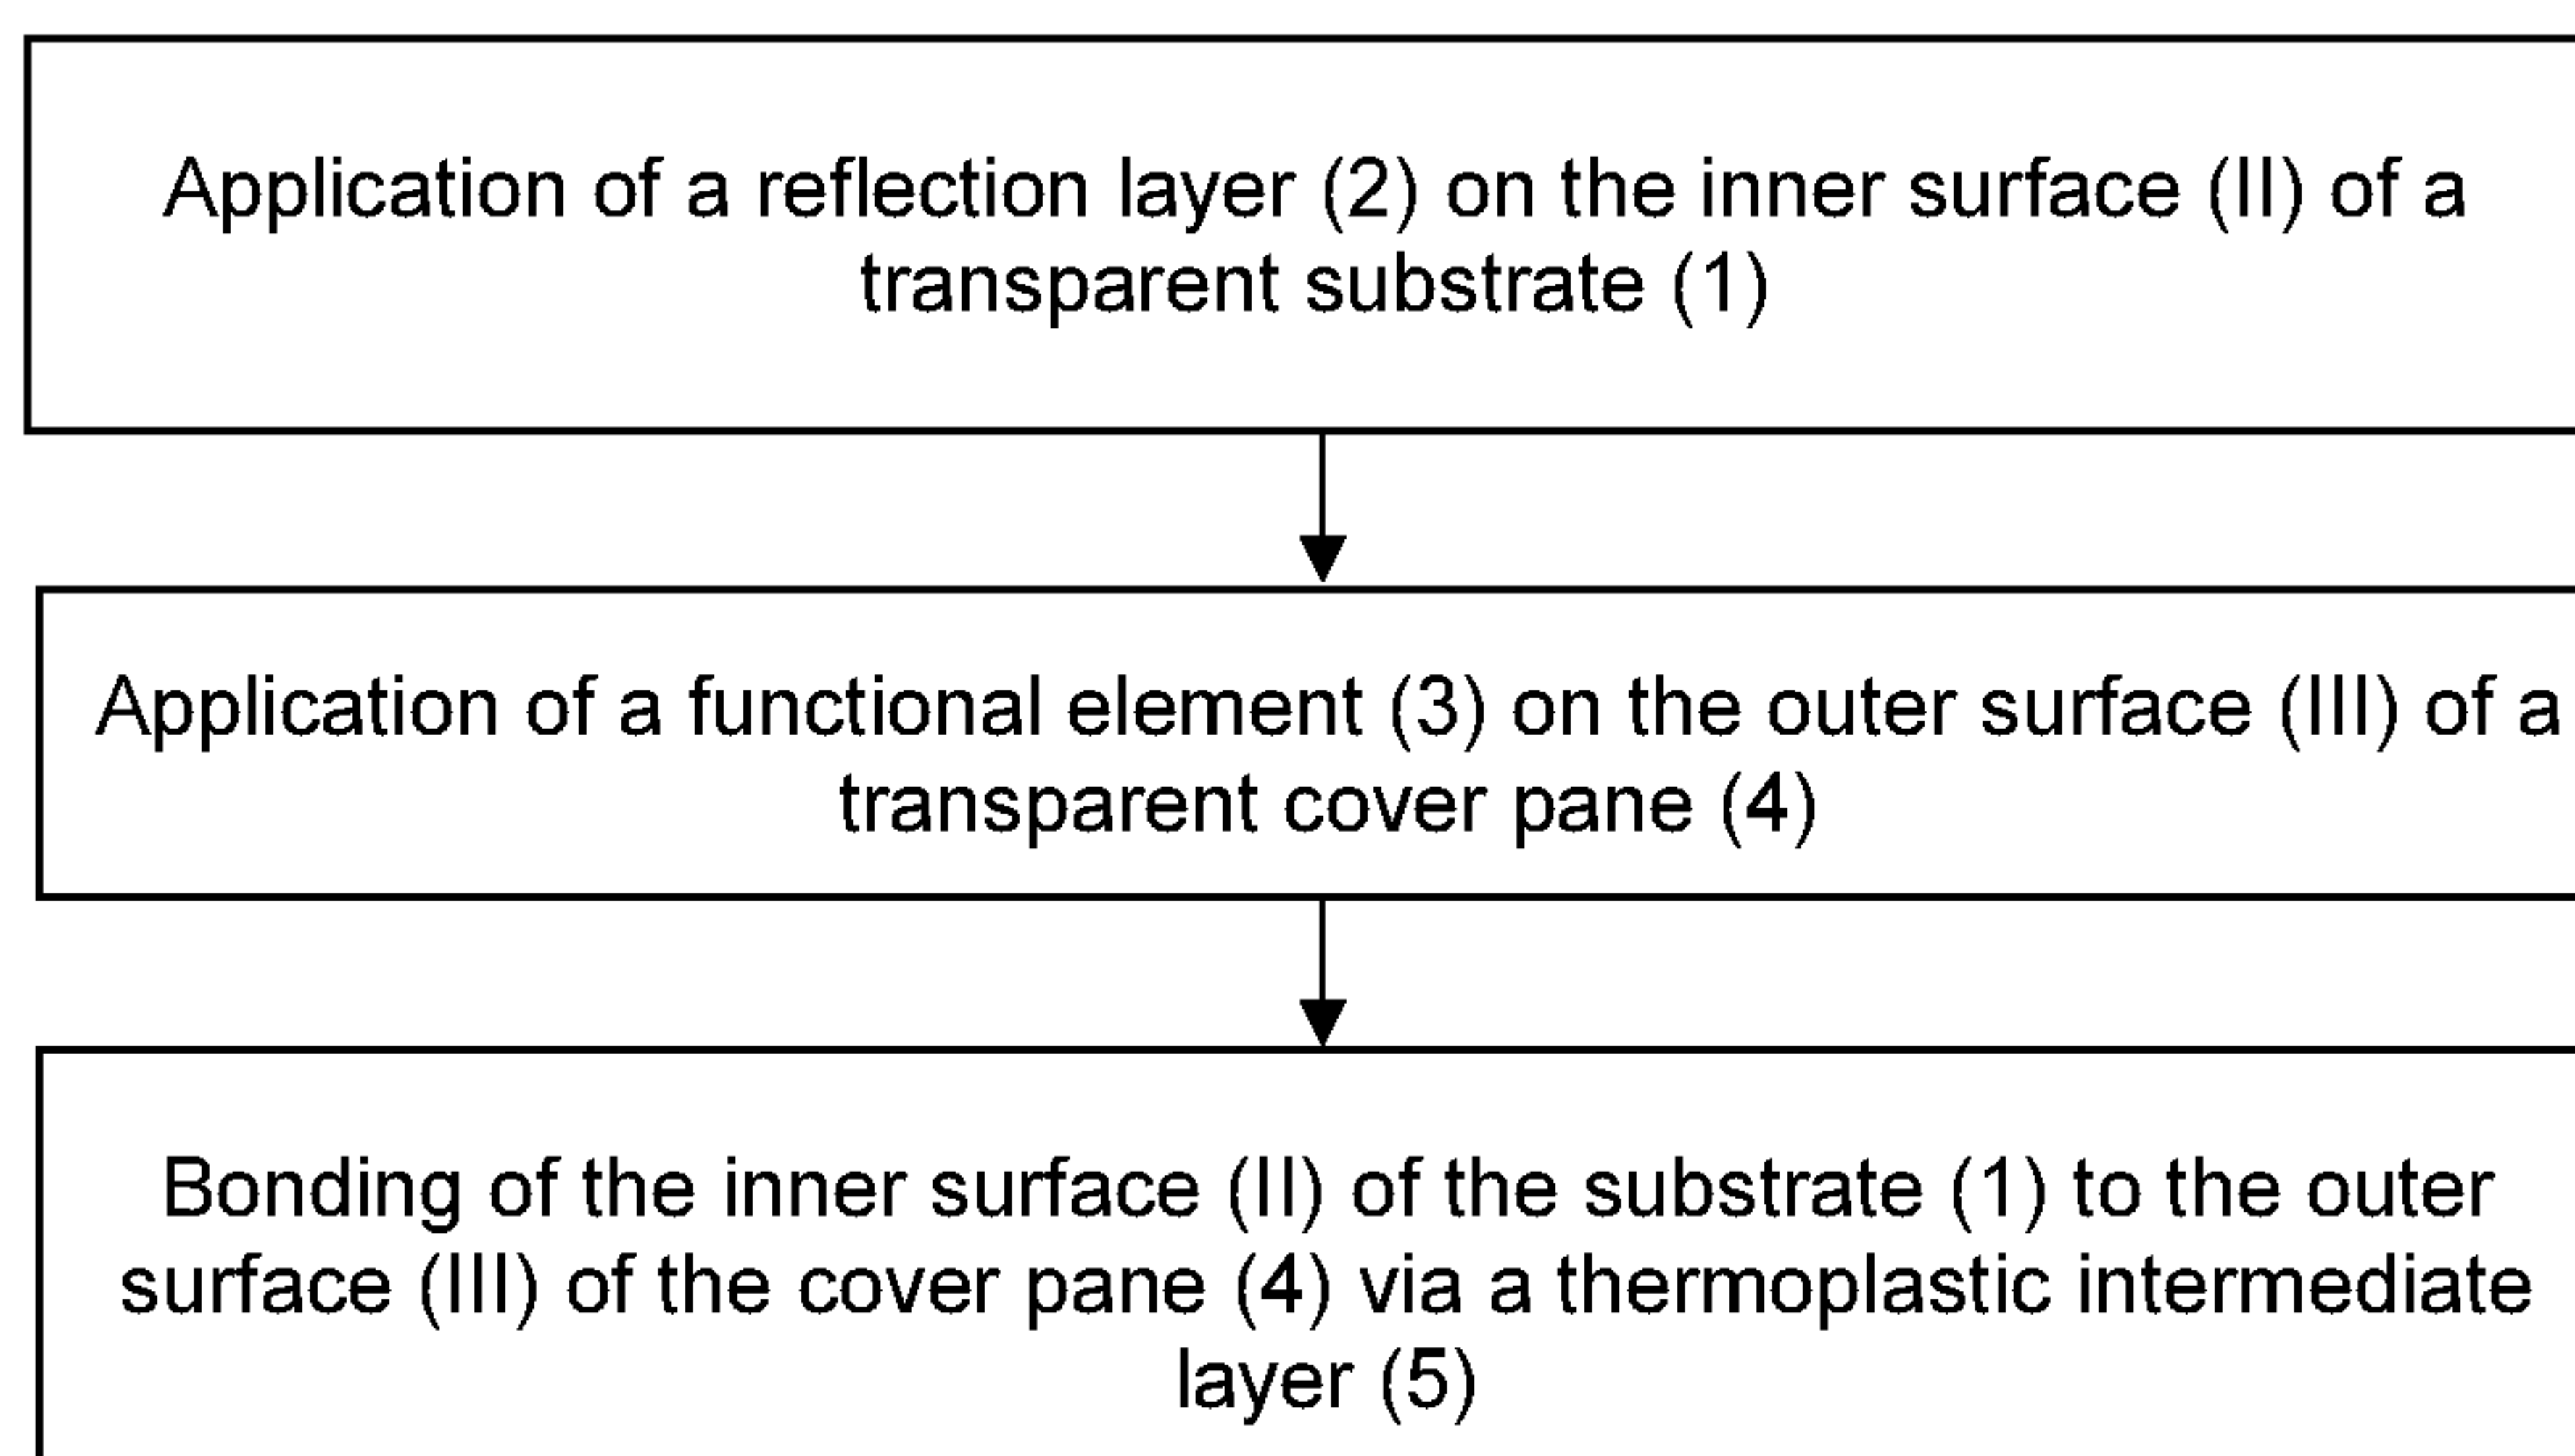 Application of a reflection layer (2) on the inner surface (II) of a
transparent substrate (1)
Application of a functional element (3) on the outer surface (III) of a
transparent cover pane (4)
Bonding of the inner surface (II) of the substrate (1) to the outer
surface (III) of the cover pane (4) via a thermoplastic intermediate
layer (5)